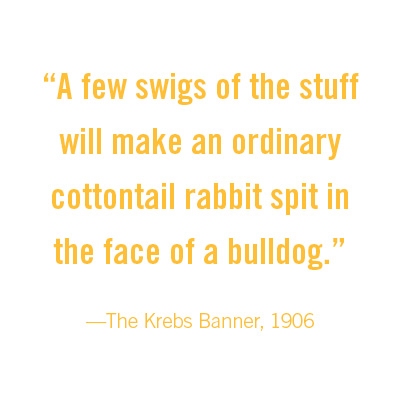 “A few swigs of the stuff
will make an ordinary
cottontail rabbit spit in
the face of a bulldog.”
—The Krebs Banner, 1906